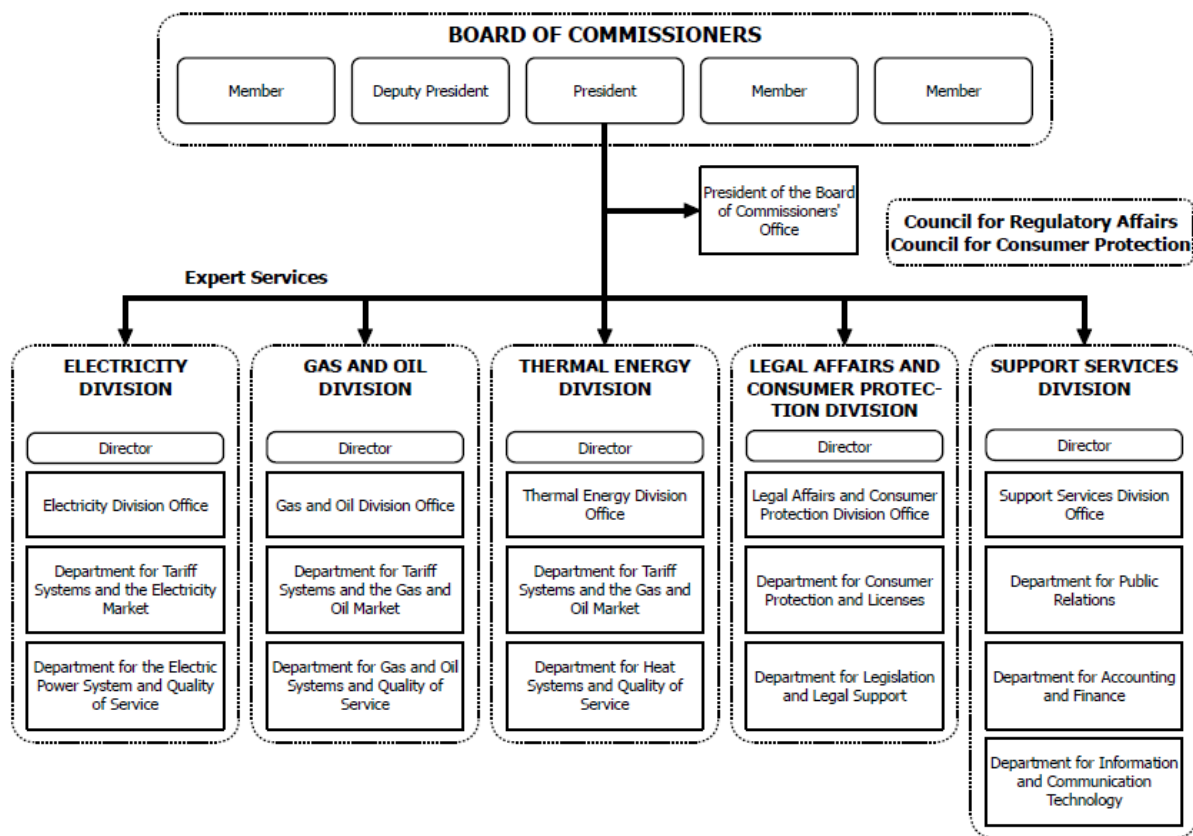 BOARD OF COMMISSIONERS
Member
Deputy President
President
Member
Member
President of the Board
of Commissioners'
Office
Council for Regulatory Affairs
Council for Consumer Protection
Expert Services
ELECTRICITY
DIVISION
Director
Electricity Division Office
Department for Tariff
Systems and the Electricity
Market
Department for the Electric
Power System and Quality
of Service
GAS AND OIL
DIVISION
Director
Gas and Oil Division Office
Department for Tariff
Systems and the Gas and
Oil Market
Department for Gas and Oil
Systems and Quality of
Service
THERMAL ENERGY
DIVISION
Director
Thermal Energy Division
Office
Department for Tariff
Systems and the Gas and
Oil Market
Department for Heat
Systems and Quality of
Service
LEGAL AFFAIRS AND
CONSUMER PROTEC-
TION DIVISION
Director
Legal Affairs and Consumer
Protection Division Office
Department for Consumer
Protection and Licenses
Department for Legislation
and Legal Support
SUPPORT SERVICES
DIVISION
Director
Support Services Division
Office
Department for Public
Relations
Department for Accounting
and Finance
Department for Information
and Communication
Technology